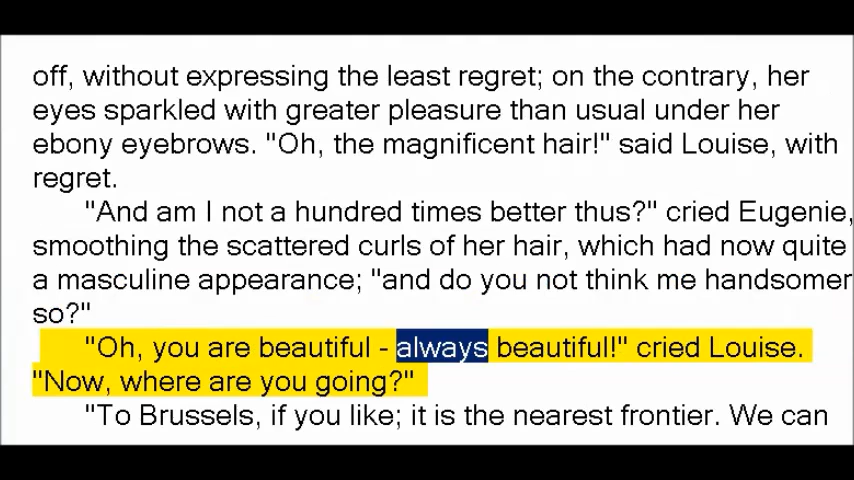 off, without expressing the least regret; on the contrary, her
eyes sparkled with greater pleasure than usual under her
ebony eyebrows. "Oh, the magnificent hair!" said Louise, with
regret.
"And am I not a hundred times better thus?" cried Eugenie,
smoothing the scattered curls of her hair, which had now quite
a masculine appearance; "and do you not think me handsomer
so?"
"Oh, you are beautiful - always beautiful!" cried Louise.
"Now, where are you going?"
"To Brussels, if you like; it is the nearest frontier. We can